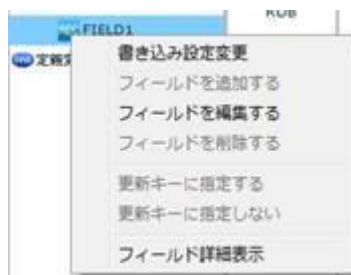 RDB
FIELD1
定義
書き込み設定変更
フィールドを追加する
フィールドを編集する
フィールドを削除する
更新キーに指定する
更新キーに指定しない
フィールド詳細表示